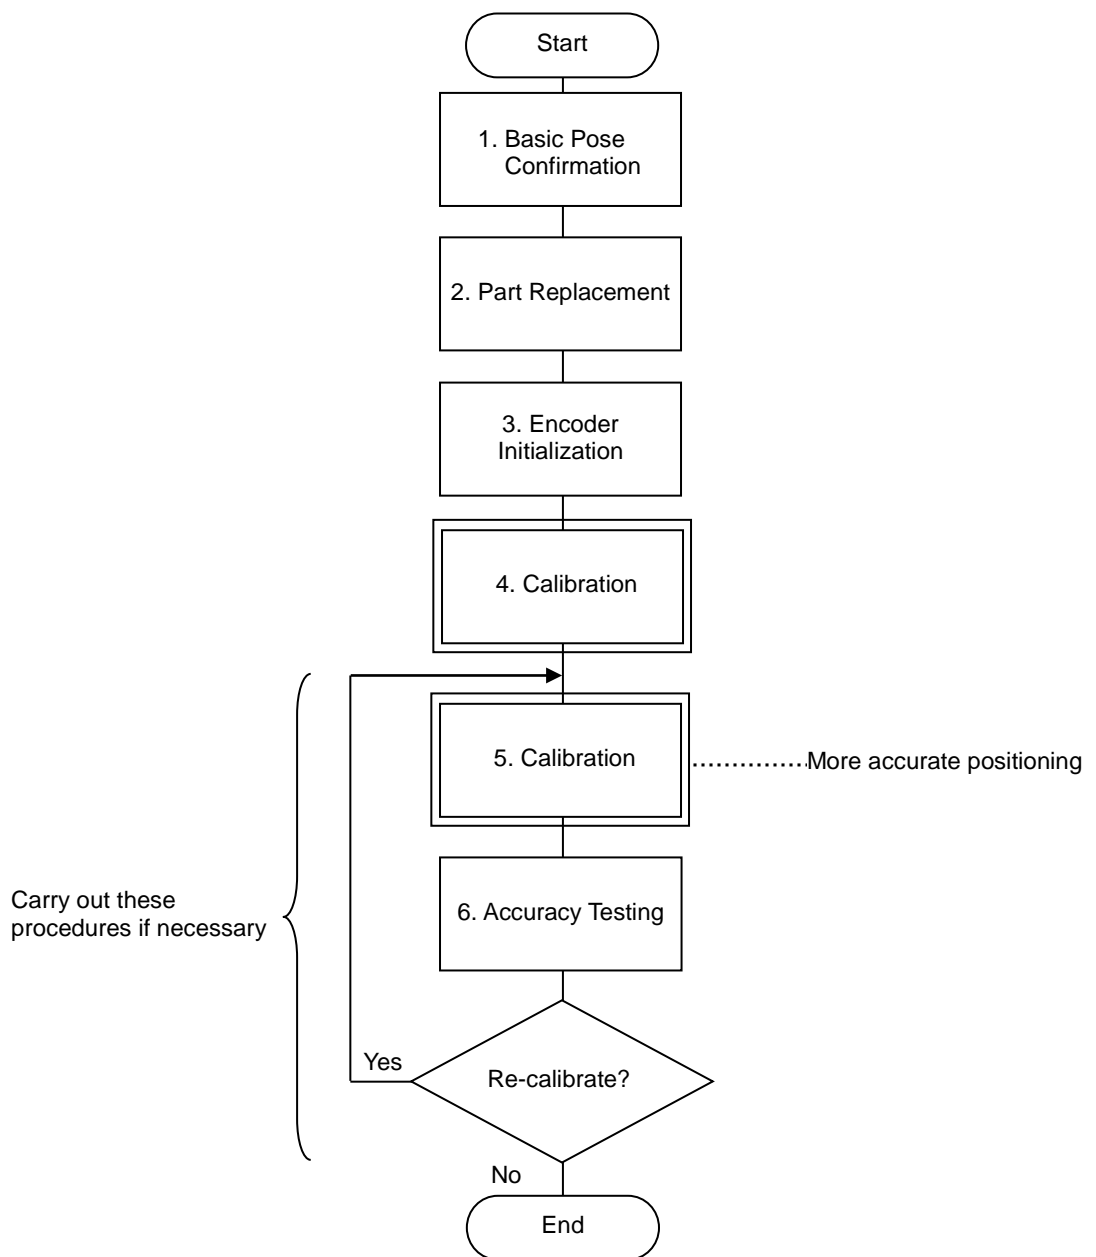 Start
1. Basic Pose
Confirmation
2. Part Replacement
3. Encoder
Initialization
4. Calibration
5. Calibration
More accurate positioning
Carry out these
procedures if necessary
6. Accuracy Testing
Yes
Re-calibrate?
No
End